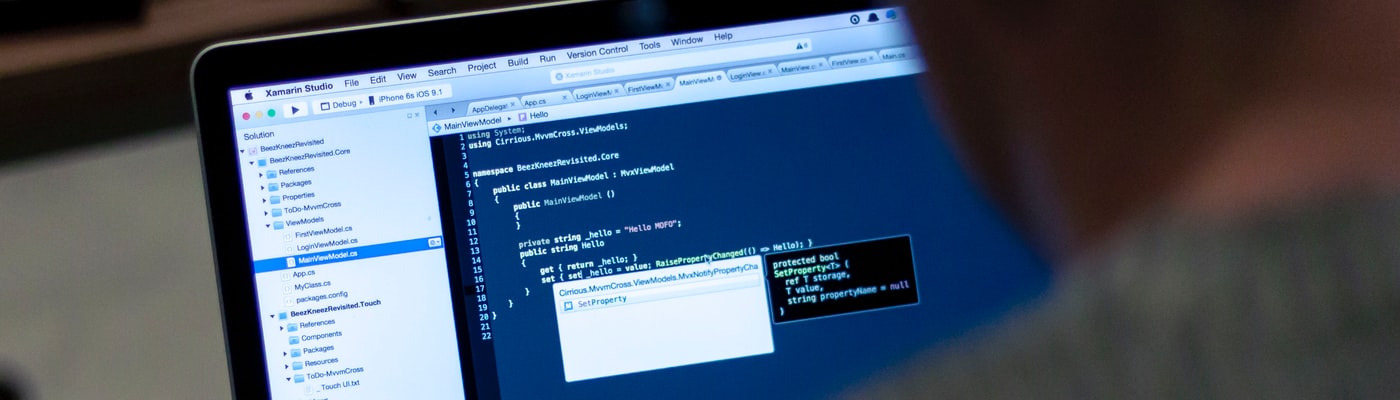 Xamarin Studio File Edit View Search Project Build Run Version Control Tools Window Help
Debug iPhone 6s iOS 9.1
Xamarin Studio
6
AppDelegat App.cs LoginViewM FirstViewM MainViewM LoginView.c MainView.c FirstView.cs Main.cs
MainViewModel Hello
Solution
BeezKneezRevisited
BeezKneezRevisited.Core
References
Packages
Properties
ToDo-MvvmCross
ViewModels
FirstViewModel.cs
LoginViewModel.cs
MainViewModel.cs
App.cs
MyClass.cs
packages.config
BeezKneezRevisited.Touch
References
Components
Packages
Resources
ToDo-MvvmCross
_ Touch UI.txt
1 using System;
2 using Cirrious.MvvmCross.ViewModels;
3
4
5 namespace BeezKneezRevisited.Core
6 {
7 public class MainViewModel : MvxViewModel
8 {
9 public MainViewModel ()
10 {
11 }
12
13 private string _hello = "Hello MOFO";
14 public string Hello
15 {
16 get { return _hello; }
17 set { set _hello = value; RaisePropertyChanged(() => Hello); }
18 }
19 }
20 }
21
22
Cirrious.MvvmCross.ViewModels.MvxNotifyPropertyCha
SetProperty
protected bool
SetProperty<T> (
ref T storage,
T value,
string propertyName = null
)